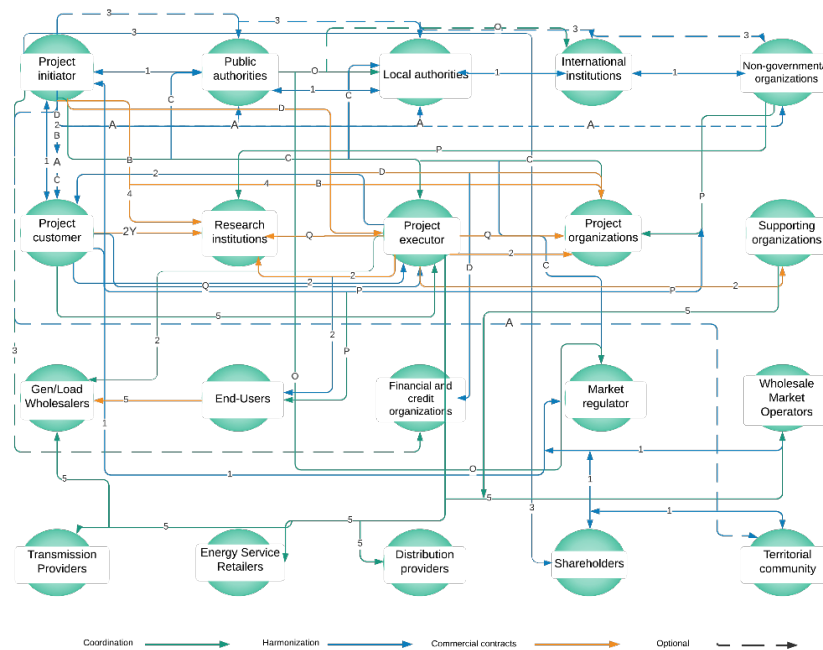 3
3
3
O
3
3
Project
initiator
Public
authorities
Local authorities
International
institutions
Non-government
organizations
1
O
1
1
1
C
C
D
D
2
B
A
A
A
A
P
1
A
C
B
C
D
C
2
4
B
4
P
Project
customer
2Y
Research
institutions
Q
Project
executor
Q
2
Project
organizations
Supporting
organizations
C
D
2
2
Q
P
P
2
5
5
A
2
2
P
3
O
Gen/Load
Wholesalers
5
End-Users
Financial and
credit
organizations
Market
regulator
Wholesale
Market
Operators
1
1
1
O
5
1
5
3
1
5
5
5
Transmission
Providers
Energy Service
Retailers
Distribution
providers
Shareholders
Territorial
community
Coordination
Harmonization
Commercial contracts
Optional